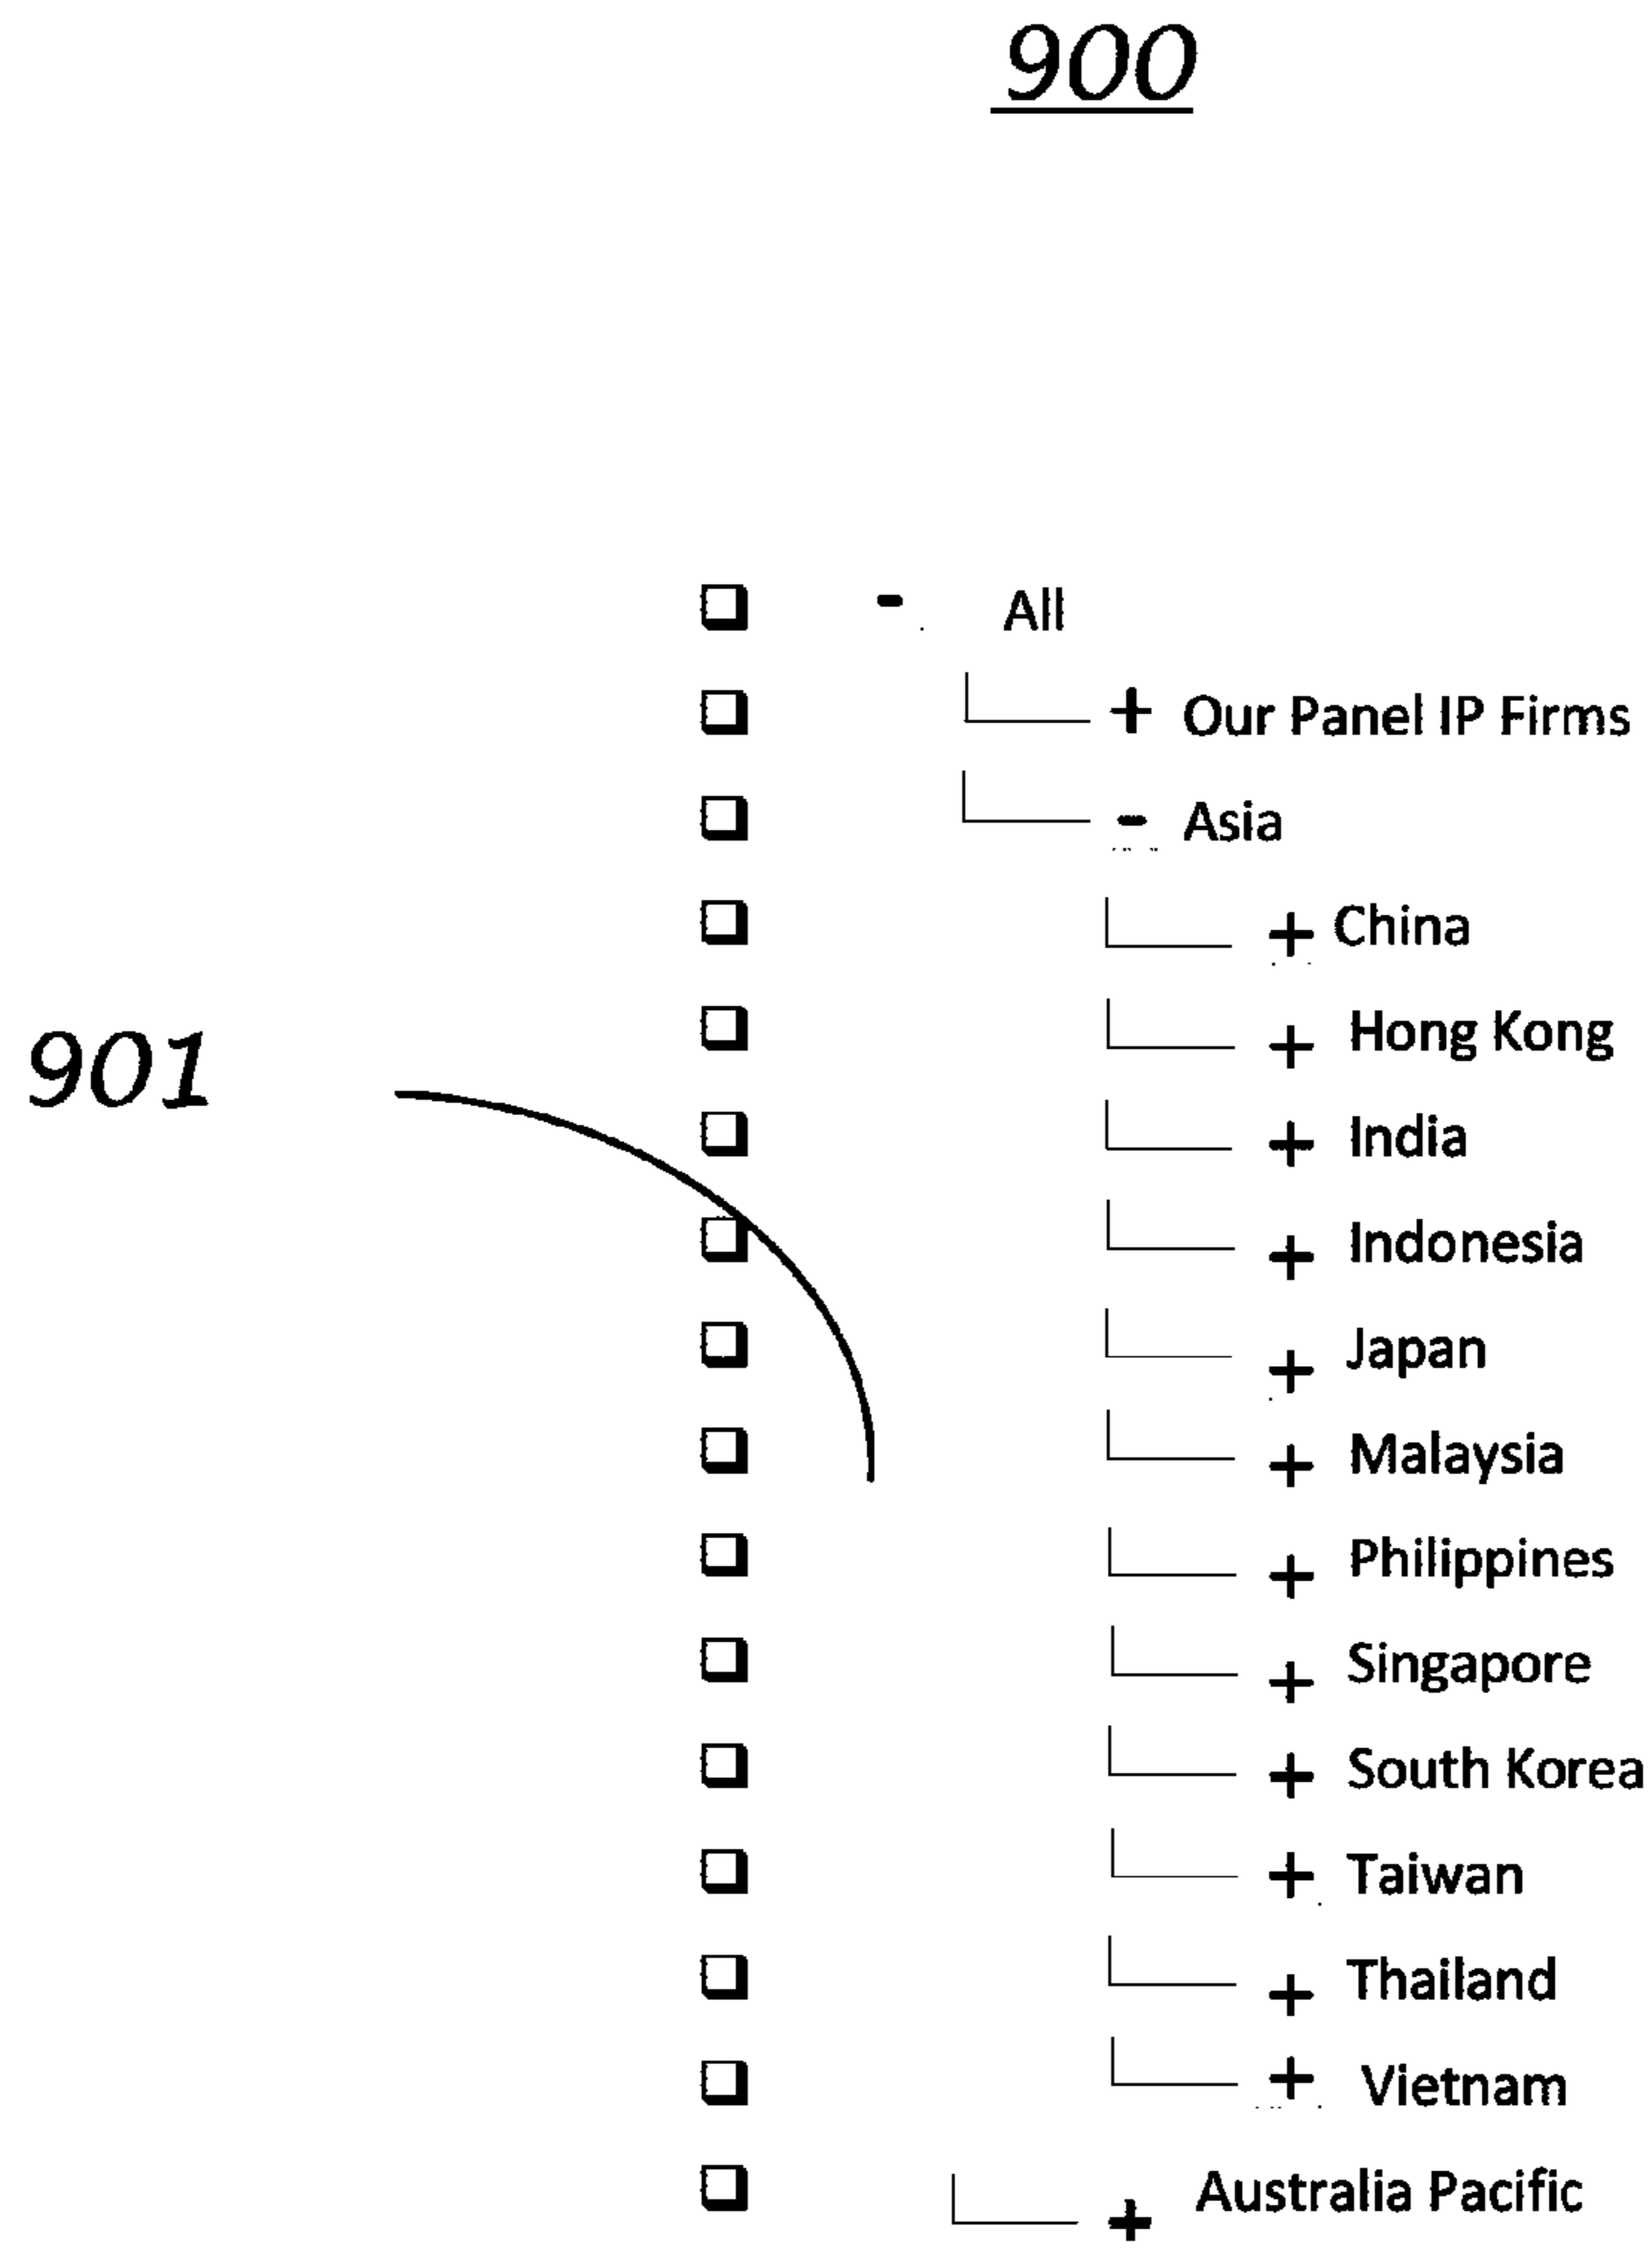 900
- All
+ Our Panel IP Firms
- Asia
+ China
+ Hong Kong
901
+ India
+ Indonesia
+ Japan
+ Malaysia
+ Philippines
+ Singapore
+ South Korea
+ Taiwan
+ Thailand
+ Vietnam
+ Australia Pacific